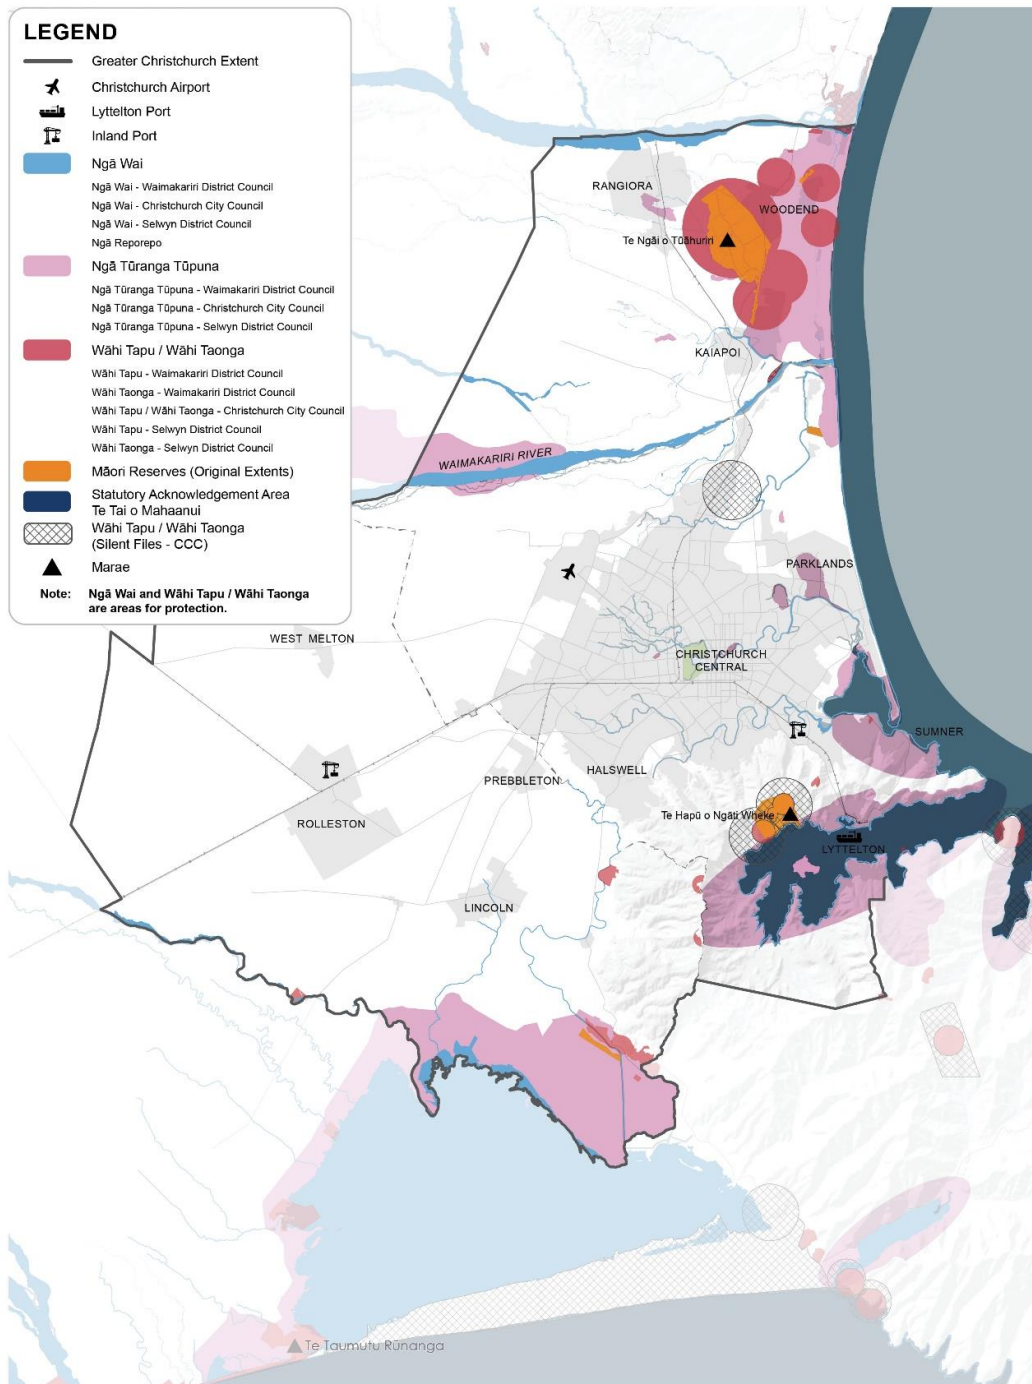 LEGEND
Greater Christchurch Extent
Christchurch Airport
Lyttelton Port
Inland Port
Ngā Wai
Ngā Wai - Waimakariri District Council
Ngā Wai - Christchurch City Council
Ngā Wai - Selwyn District Council
Ngā Reporepo
Ngā Tūranga Tūpuna
Ngā Tūranga Tūpuna - Waimakariri District Council
Ngā Tūranga Tūpuna - Christchurch City Council
Ngā Tūranga Tūpuna - Selwyn District Council
Wāhi Tapu / Wāhi Taonga
Wāhi Tapu - Waimakariri District Council
Wāhi Taonga - Waimakariri District Council
Wāhi Tapu / Wāhi Taonga - Christchurch City Council
Wāhi Tapu - Selwyn District Council
Wāhi Taonga - Selwyn District Council
Māori Reserves (Original Extents)
Statutory Acknowledgement Area
Te Tai o Mahaanui
Wāhi Tapu / Wāhi Taonga
(Silent Files - CCC)
Marae
Note: Ngā Wai and Wāhi Tapu / Wāhi Taonga
are areas for protection.
RANGIORA
WOODEND
Te Ngāi o Tūāhuriri
KAIAPOI
WAIMAKARIRI RIVER
PARKLANDS
WEST MELTON
CHRISTCHURCH
CENTRAL
SUMNER
HALSWELL
PREBBLETON
ROLLESTON
Te Hapū o Ngāti Wheke
LYTTELTON
LINCOLN
Te Taumutu Rūnanga